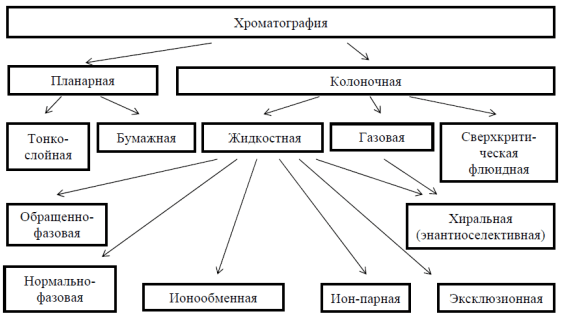 Хроматография
Планарная
Колоночная
Тонко-
слойная
Бумажная
Жидкостная
Газовая
Сверхкрити-
ческая
флюидная
Обращенно-
фазовая
Хиральная
(энантиоселективная)
Нормально-
фазовая
Ионообменная
Ион-парная
Эксклюзионная